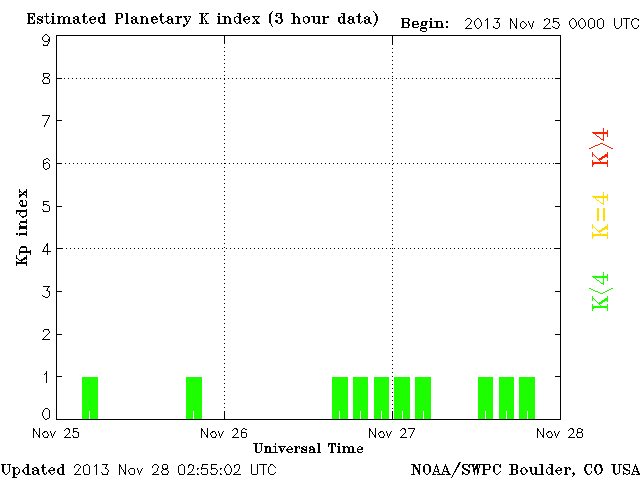 Estimated Planetary K index (3 hour data) Begin: 2013 Nov 25 0000 UTC
9
8
7
6
5
4
3
2
1
0
Kp index
K>4
K=4
K<4
Nov 25 Nov 26 Nov 27 Nov 28
Universal Time
Updated 2013 Nov 28 02:55:02 UTC NOAA/SWPC Boulder, CO USA